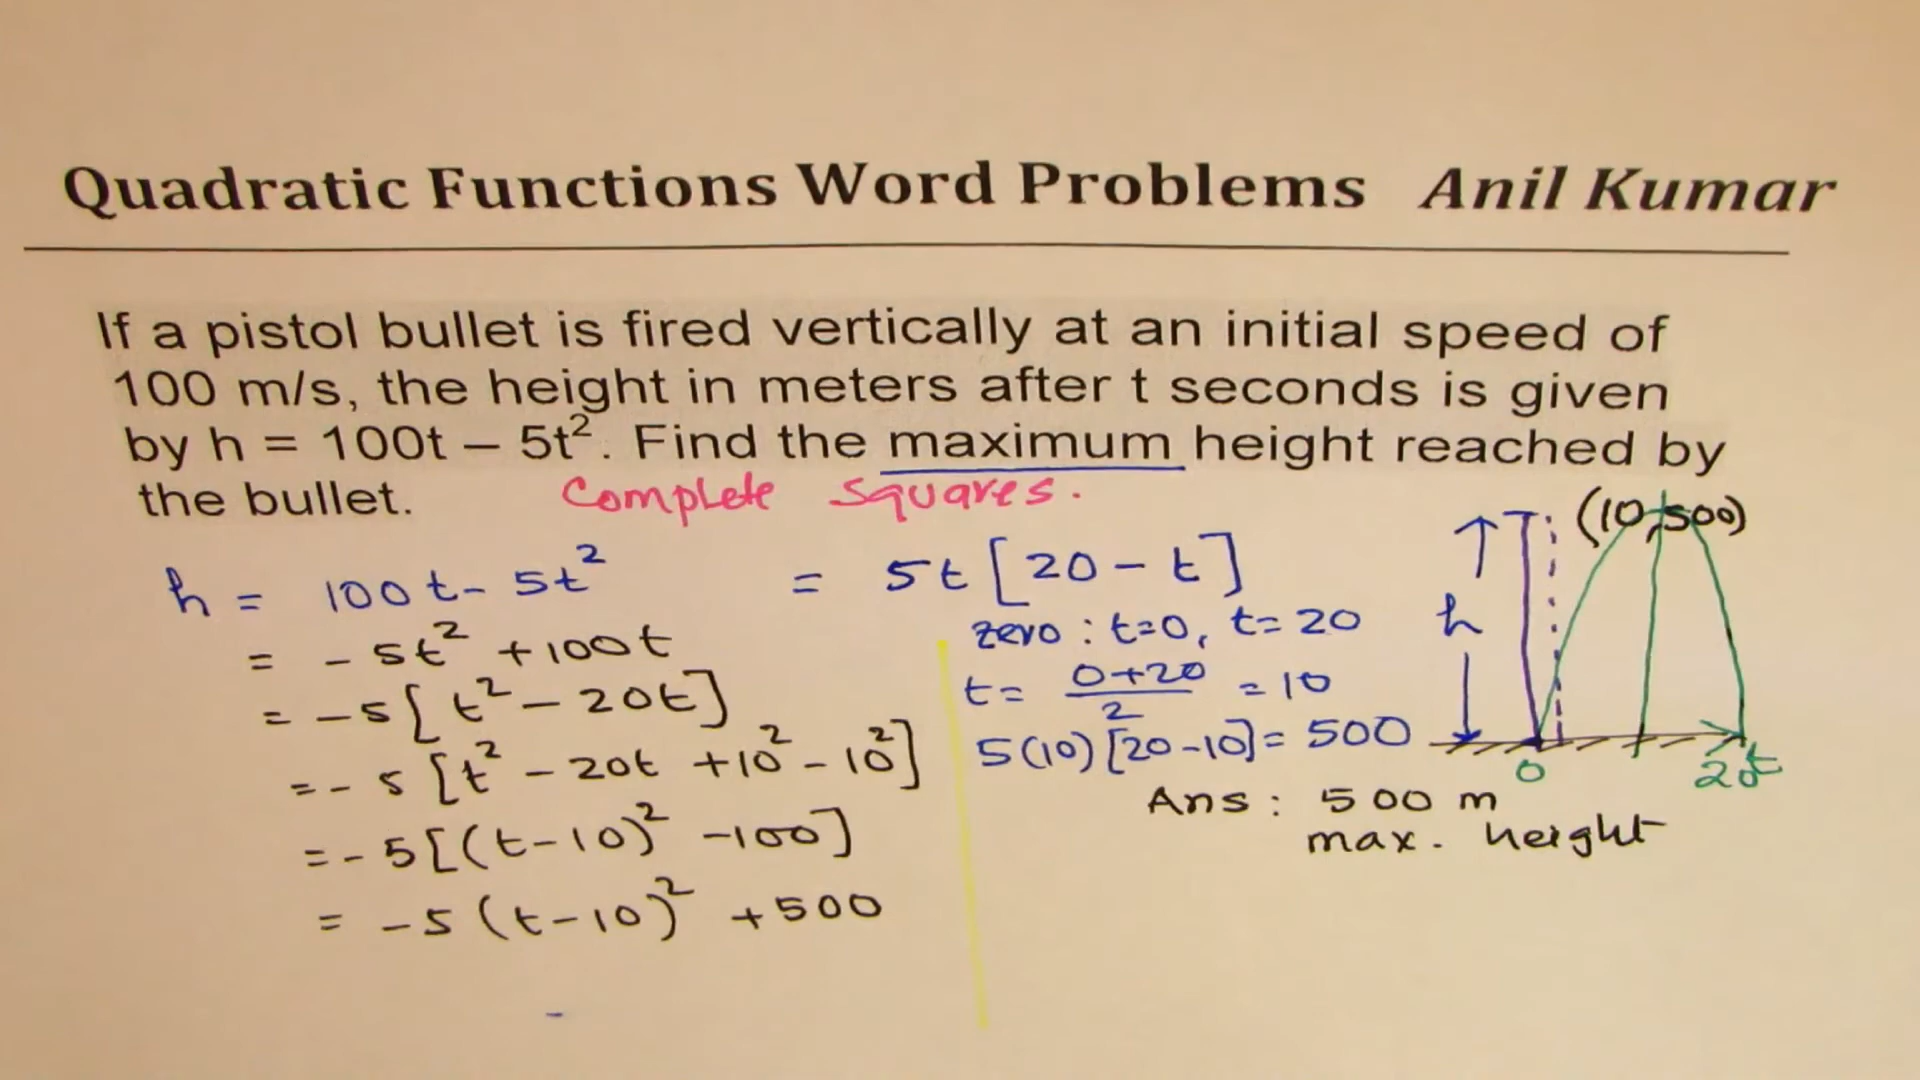 Quadratic Functions Word Problems Anil Kumar
If a pistol bullet is fired vertically at an initial speed of
100 m/s, the height in meters after t seconds is given
by h = 100t – 5t². Find the maximum height reached by
the bullet.
Complete Squares.
h = 100t - 5t²
= - 5t² + 100t
= -5[t² - 20t]
= - 5[t² - 20t + 10² - 10²]
= - 5[(t-10)² - 100]
= -5(t-10)² + 500
= 5t[20 - t]
zero : t=0, t= 20
t = (0+20)/2 = 10
5(10)[20-10] = 500
Ans : 500 m
max. height
(10,500)
h
0
20
t